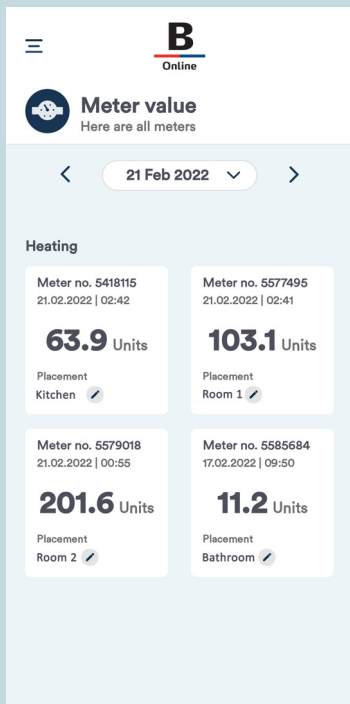 B
Online
Meter value
Here are all meters
21 Feb 2022
Heating
Meter no. 5418115
21.02.2022 | 02:42
63.9 Units
Placement
Kitchen
Meter no. 5577495
21.02.2022 | 02:41
103.1 Units
Placement
Room 1
Meter no. 5579018
21.02.2022 | 00:55
201.6 Units
Placement
Room 2
Meter no. 5585684
17.02.2022 | 09:50
11.2 Units
Placement
Bathroom